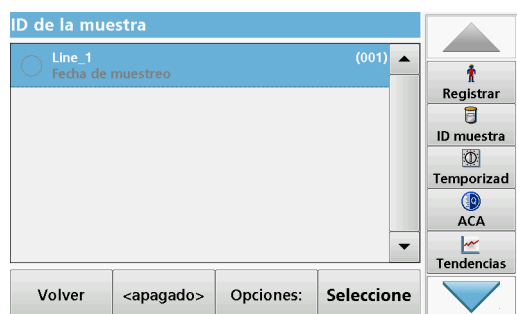 ID de la muestra
Line_1 (001)
Fecha de muestreo
Registrar
ID muestra
Temporizad
ACA
Tendencias
Volver
<apagado>
Opciones:
Seleccione